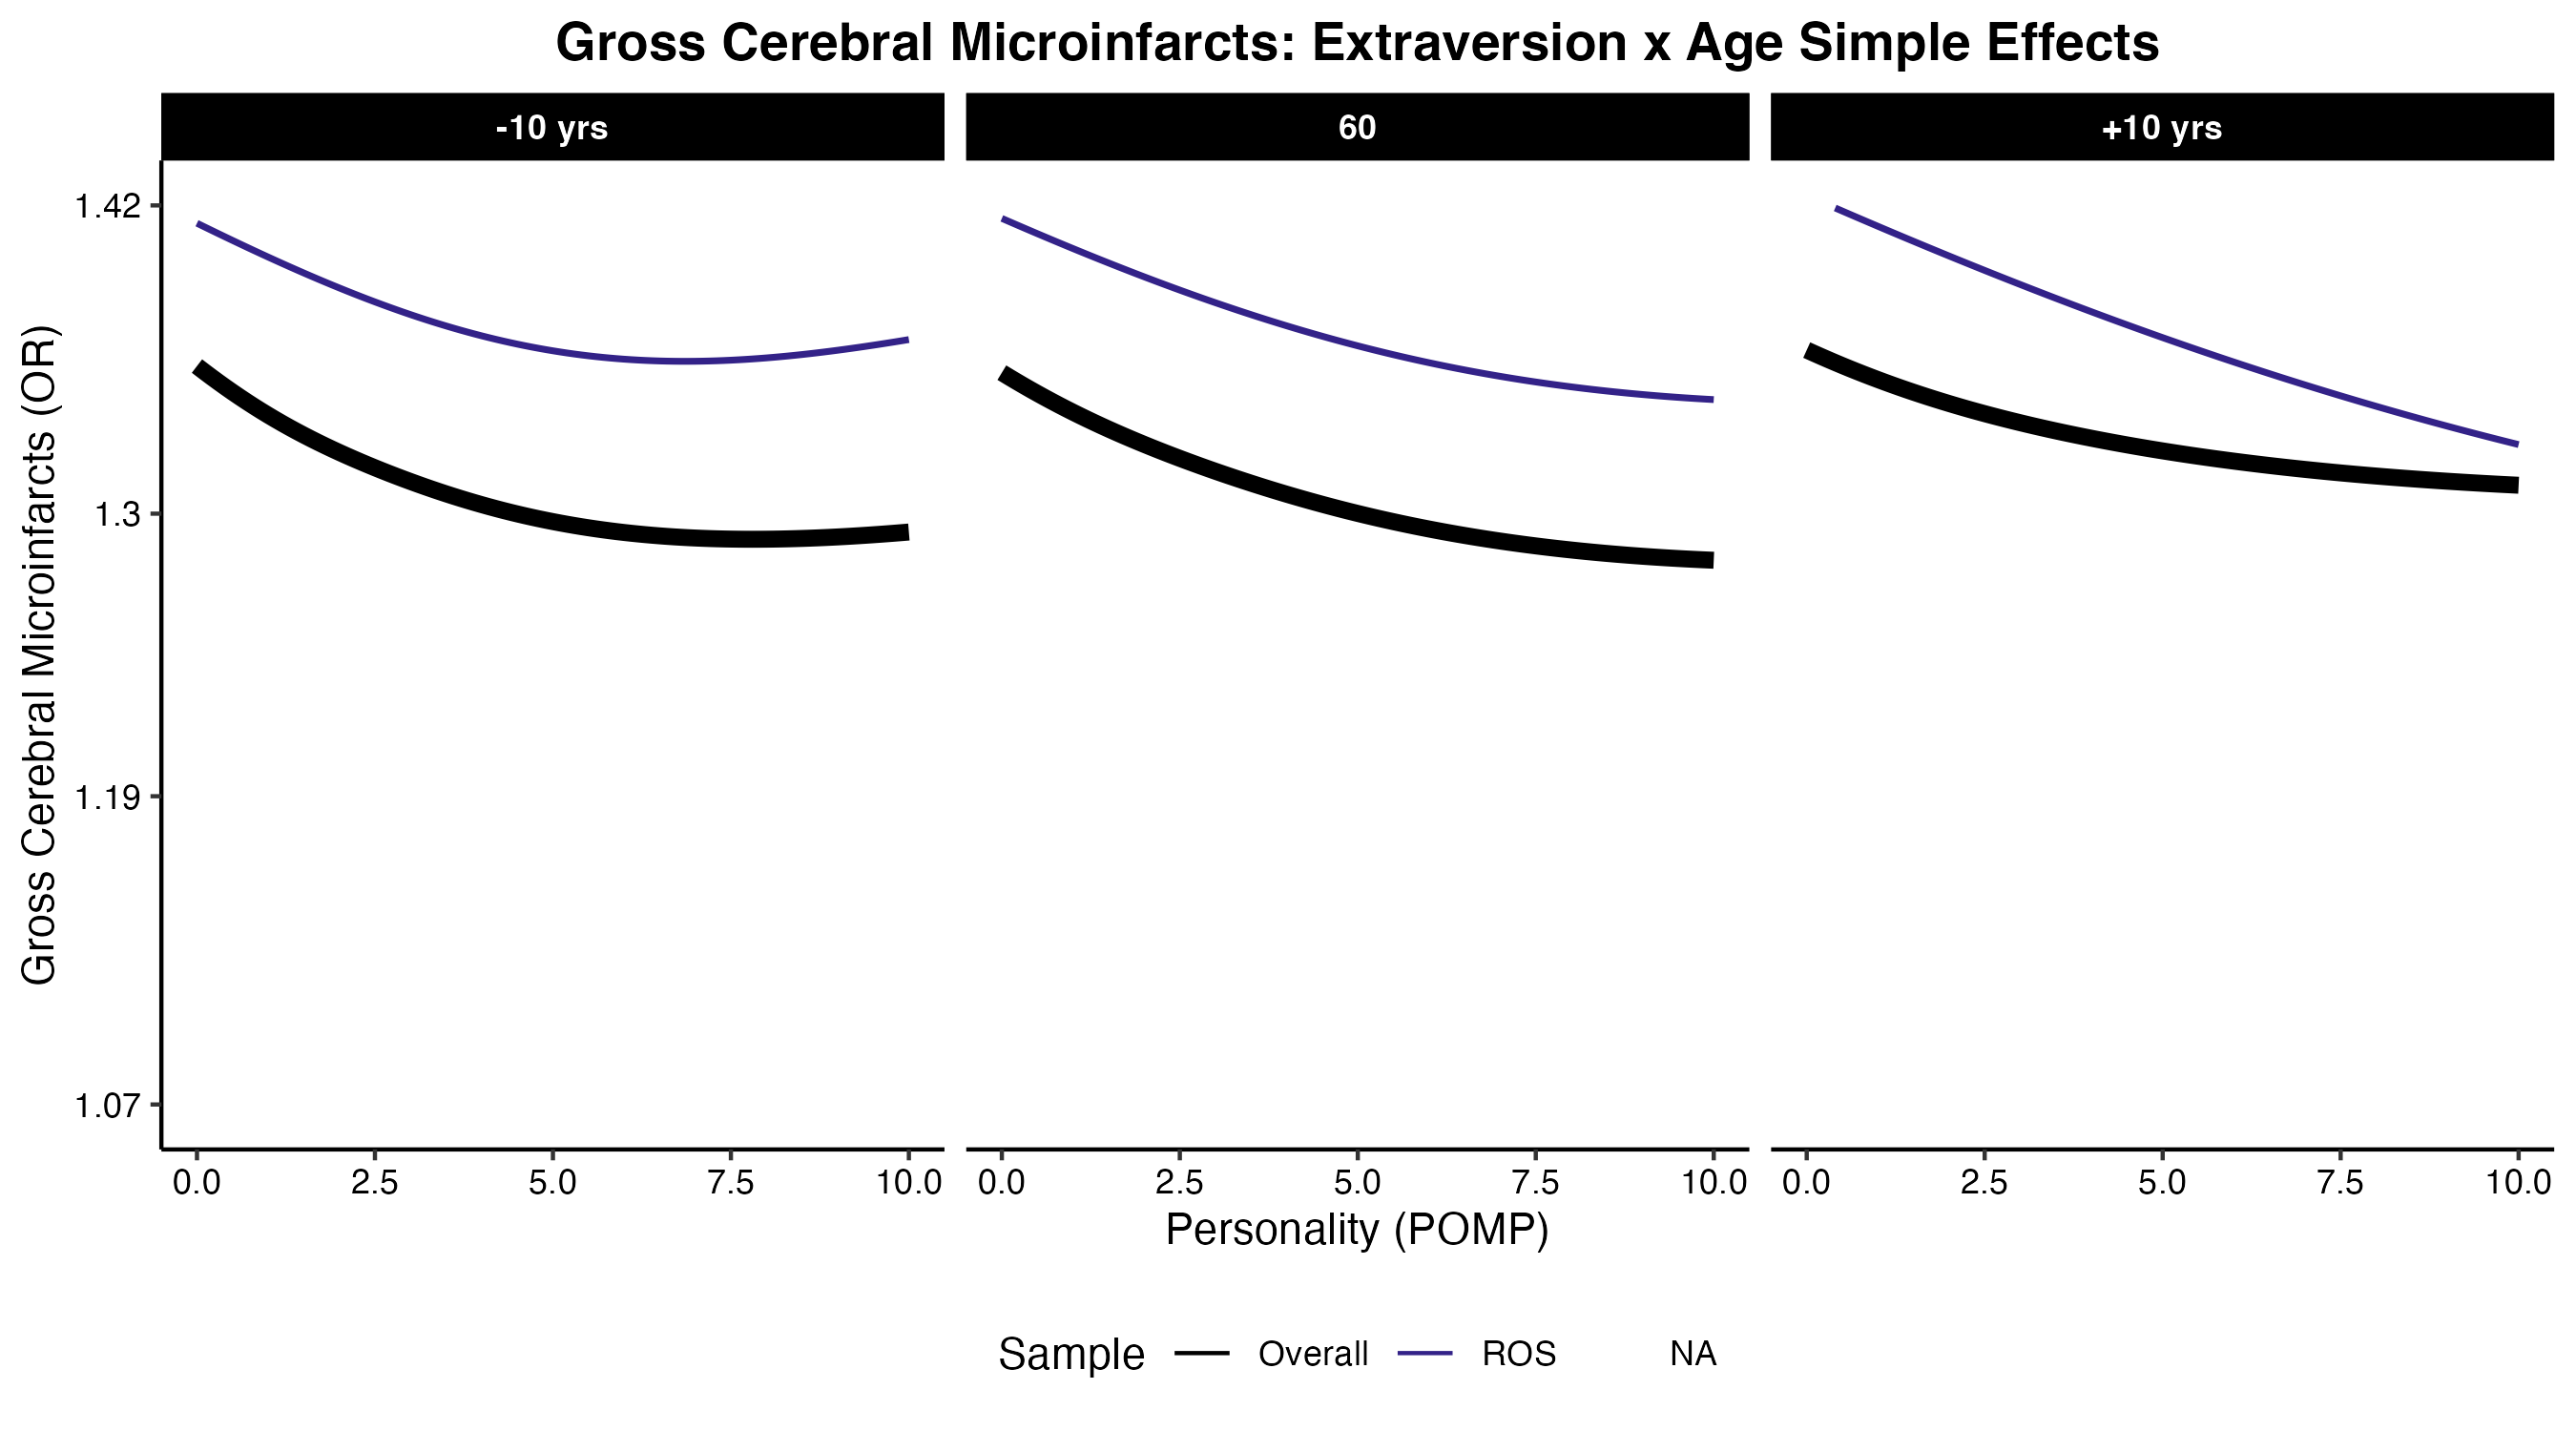 Gross Cerebral Microinfarcts: Extraversion x Age Simple Effects
-10 yrs
60
+10 yrs
Gross Cerebral Microinfarcts (OR)
1.42
1.3
1.19
1.07
0.0 2.5 5.0 7.5 10.0
0.0 2.5 5.0 7.5 10.0
0.0 2.5 5.0 7.5 10.0
Personality (POMP)
Sample Overall ROS NA